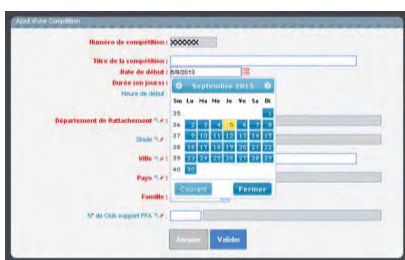 Ajout d'une Compétition
Numéro de compétition : XXXXXX
Titre de la compétition :
Date de début : 6/9/2013
Durée (en jours) :
Heure de début
Septembre 2013
Sm Lu Ma Me Je Ve Sa Di
35 1
36 2 3 4 5 6 7 8
37 9 10 11 12 13 14 15
38 16 17 18 19 20 21 22
39 23 24 25 26 27 28 29
40 30
Courant Fermer
Département de Rattachement :
Stade :
Ville :
Pays :
Famille :
N° de Club support FFA :
Annuler Valider